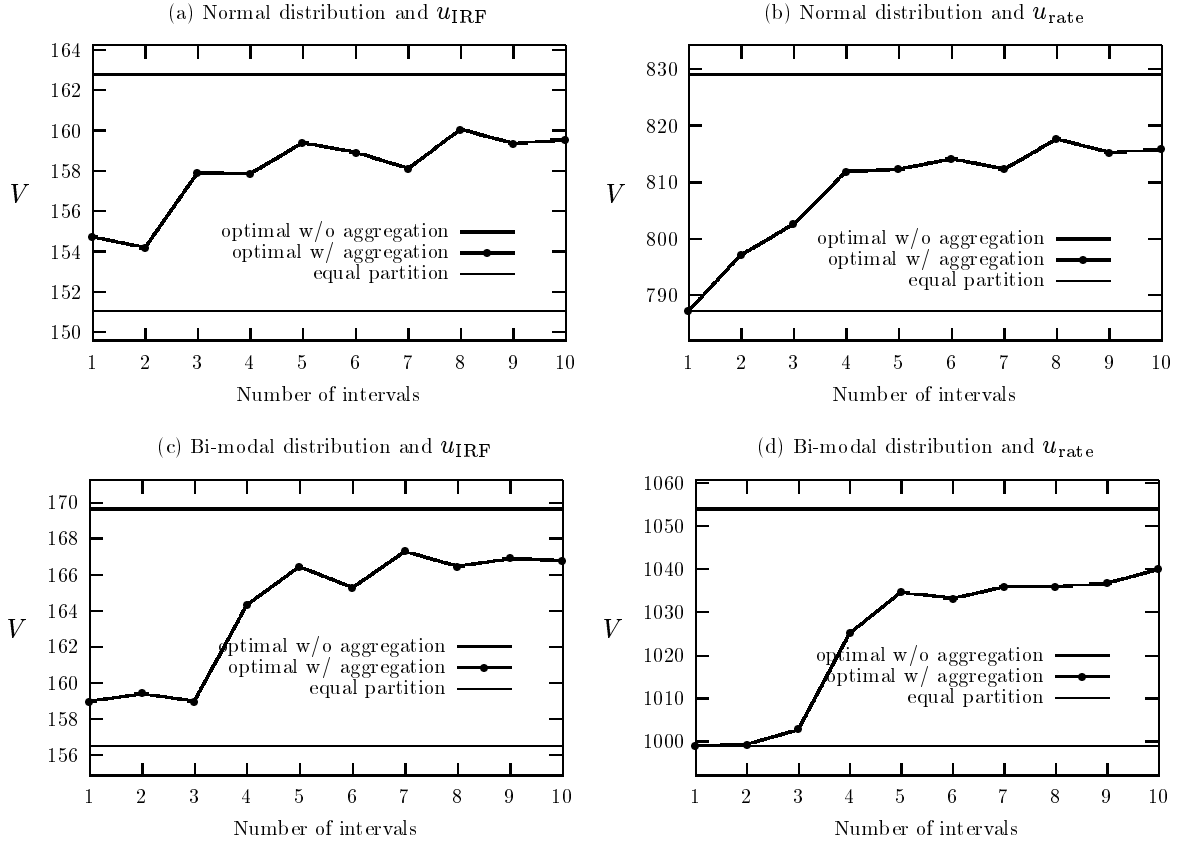 (a) Normal distribution and u_IRF
V
164
162
160
158
156
154
152
150
optimal w/o aggregation
optimal w/ aggregation
equal partition
1 2 3 4 5 6 7 8 9 10
Number of intervals
(b) Normal distribution and u_rate
V
830
820
810
800
790
optimal w/o aggregation
optimal w/ aggregation
equal partition
1 2 3 4 5 6 7 8 9 10
Number of intervals
(c) Bi-modal distribution and u_IRF
V
170
168
166
164
162
160
158
156
optimal w/o aggregation
optimal w/ aggregation
equal partition
1 2 3 4 5 6 7 8 9 10
Number of intervals
(d) Bi-modal distribution and u_rate
V
1060
1050
1040
1030
1020
1010
1000
optimal w/o aggregation
optimal w/ aggregation
equal partition
1 2 3 4 5 6 7 8 9 10
Number of intervals